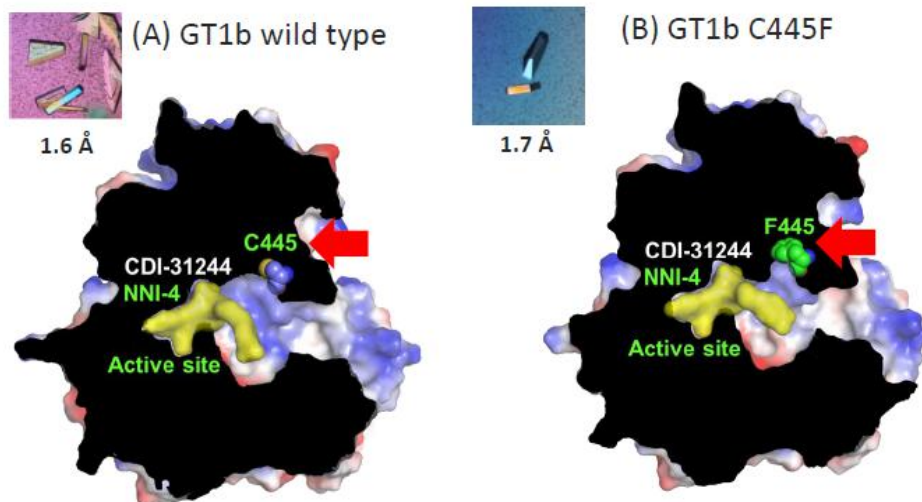 (A) GT1b wild type
(B) GT1b C445F
1.6 Å
1.7 Å
C445
CDI-31244
NNI-4
Active site
F445
CDI-31244
NNI-4
Active site